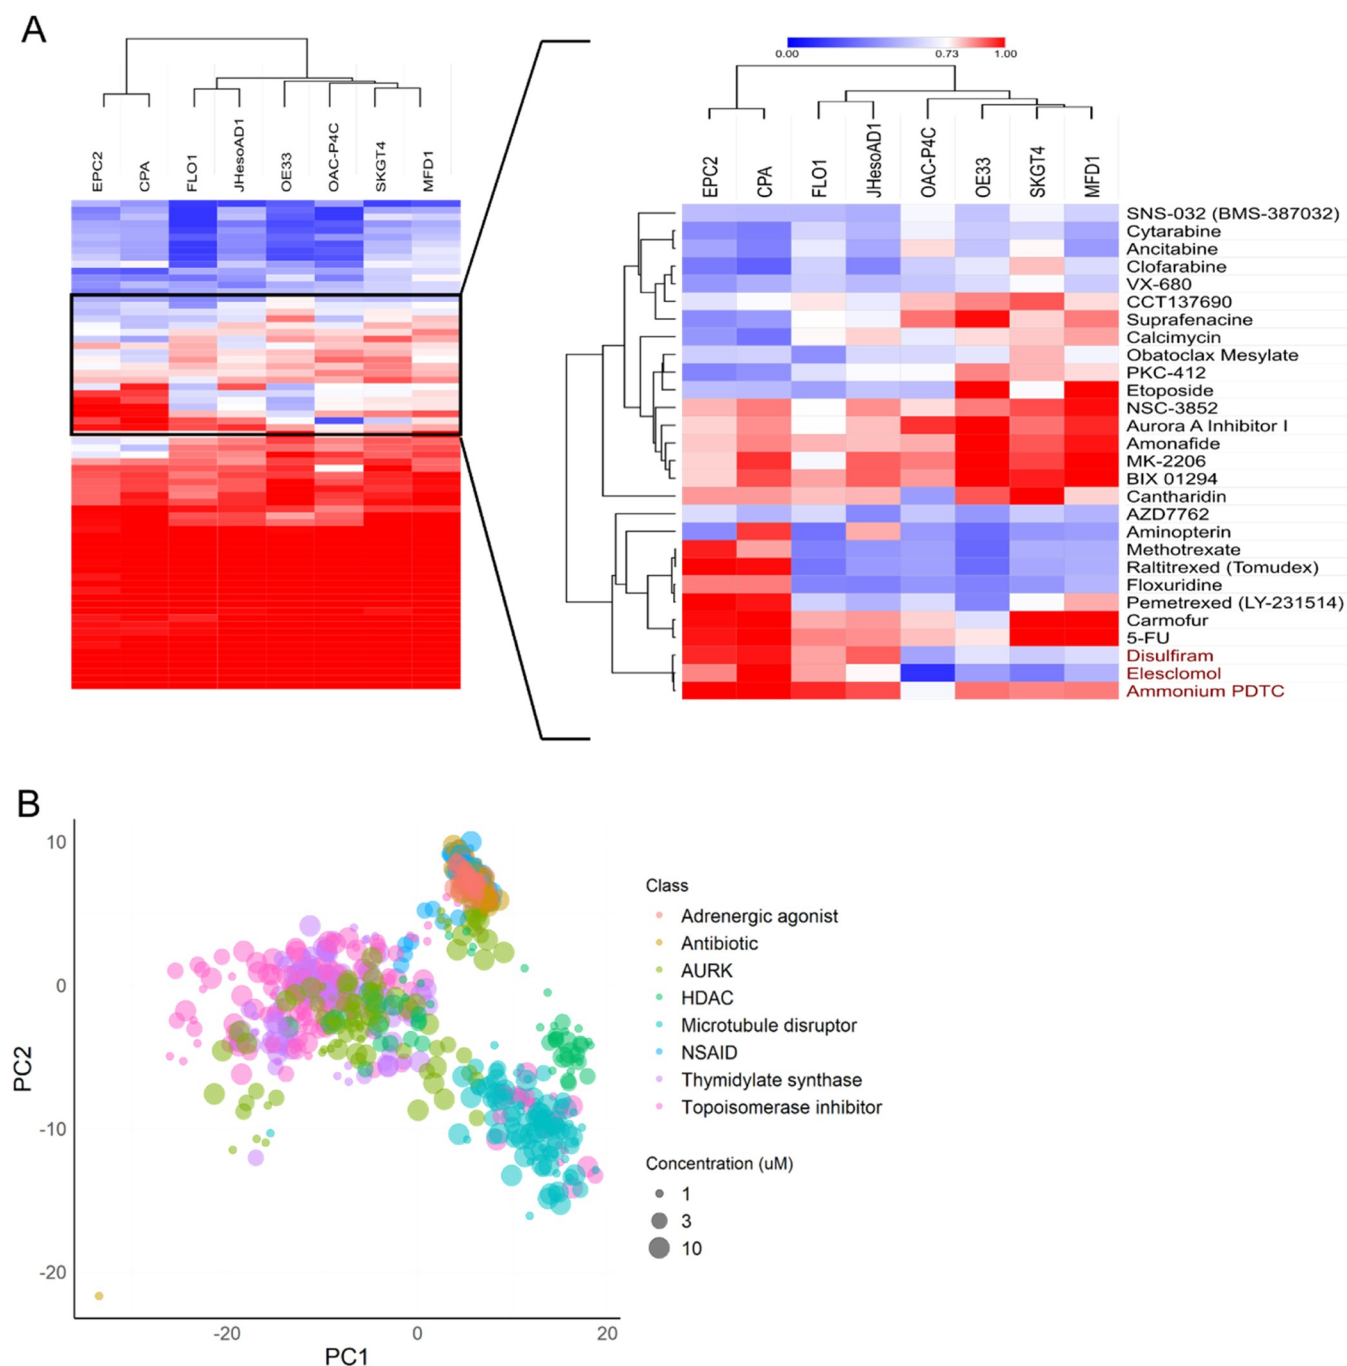 A
0.00 0.73 1.00
EPC2 CPA FLO1 JHesoAD1 OE33 OAC-P4C SKGT4 MFD1
EPC2 CPA FLO1 JHesoAD1 OAC-P4C OE33 SKGT4 MFD1
SNS-032 (BMS-387032)
Cytarabine
Ancitabine
Clofarabine
VX-680
CCT137690
Suprafenacine
Calcimycin
Obatoclax Mesylate
PKC-412
Etoposide
NSC-3852
Aurora A Inhibitor I
Amonafide
MK-2206
BIX 01294
Cantharidin
AZD7762
Aminopterin
Methotrexate
Raltitrexed (Tomudex)
Floxuridine
Pemetrexed (LY-231514)
Carmofur
5-FU
Disulfiram
Elesclomol
Ammonium PDTC
B
10
0
-10
-20
PC2
-20 0 20
PC1
Class
Adrenergic agonist
Antibiotic
AURK
HDAC
Microtubule disruptor
NSAID
Thymidylate synthase
Topoisomerase inhibitor
Concentration (uM)
1
3
10